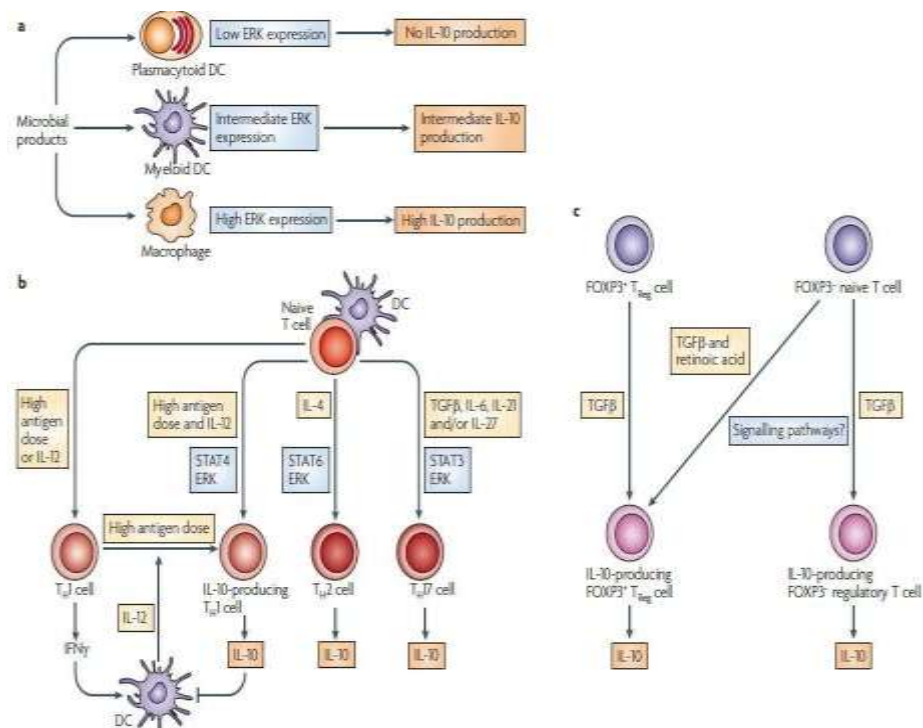 a
Low ERK expression
No IL-10 production
Plasmacytoid DC
Microbial
products
Intermediate ERK
expression
Intermediate IL-10
production
Myeloid DC
High ERK expression
High IL-10 production
Macrophage
b
Naive
T cell
DC
High
antigen
dose
or IL-12
High antigen
dose and IL-12
IL-4
TGFβ, IL-6, IL-21
and/or IL-27
STAT4
ERK
STAT6
ERK
STAT3
ERK
High antigen dose
TH1 cell
IL-10-producing
TH1 cell
TH2 cell
TH17 cell
IL-12
IFNγ
IL-10
IL-10
IL-10
DC
c
FOXP3+ TReg cell
FOXP3- naive T cell
TGFβ and
retinoic acid
TGFβ
TGFβ
Signalling pathways?
IL-10-producing
FOXP3+ TReg cell
IL-10-producing
FOXP3- regulatory T cell
IL-10
IL-10